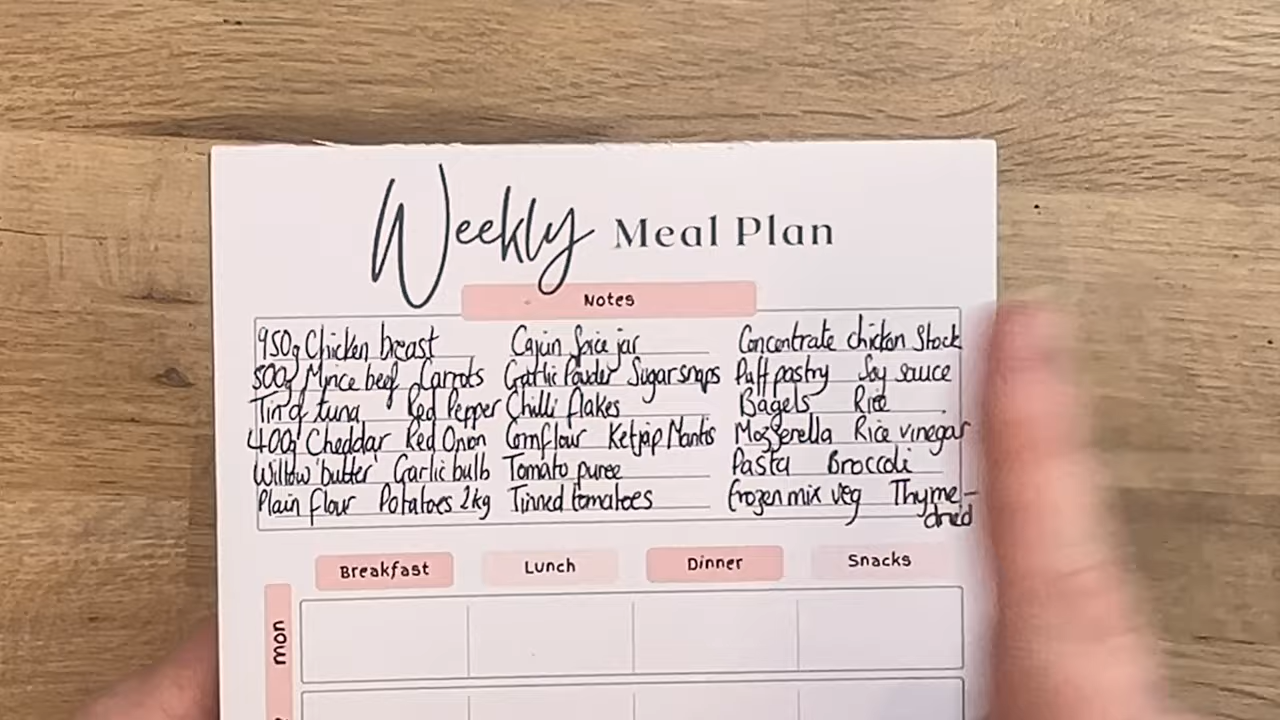 Weekly Meal Plan
Notes
950g Chicken breast Cajun Spice jar Concentrate chicken Stock
500g Mince beef Carrots Garlic Powder Sugarsnaps Puff pastry Soy sauce
Tin of tuna Red Pepper Chilli flakes Bagels Rice
400g Cheddar Red Onion Cornflour Ketjap Mantis Mozzerella Rice vinegar
Willow butter Garlic bulb Tomato puree Pasta Broccoli
Plain flour Potatoes 2kg Tinned tomatoes frozen mix veg Thyme-
dried
Breakfast Lunch Dinner Snacks
mon